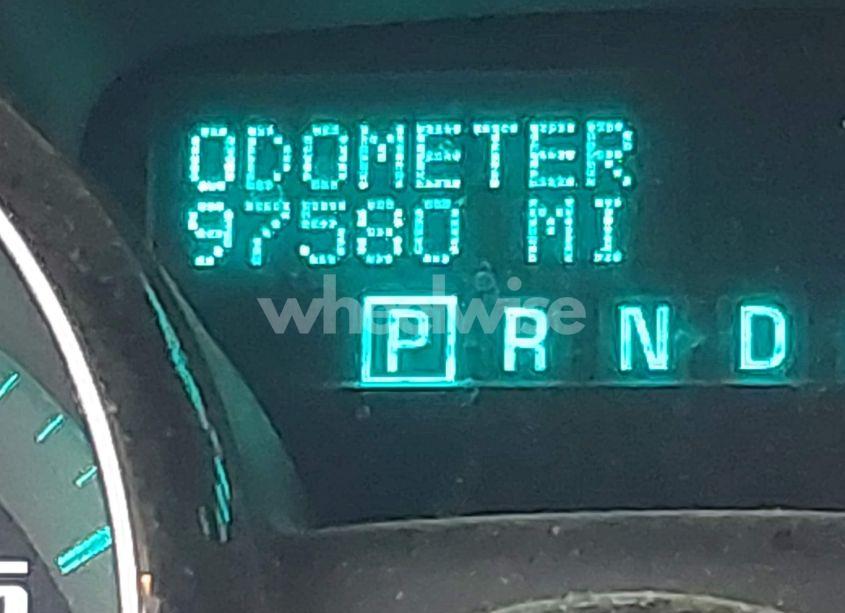 ODOMETER
97580 MI
wheelwise
P R N D